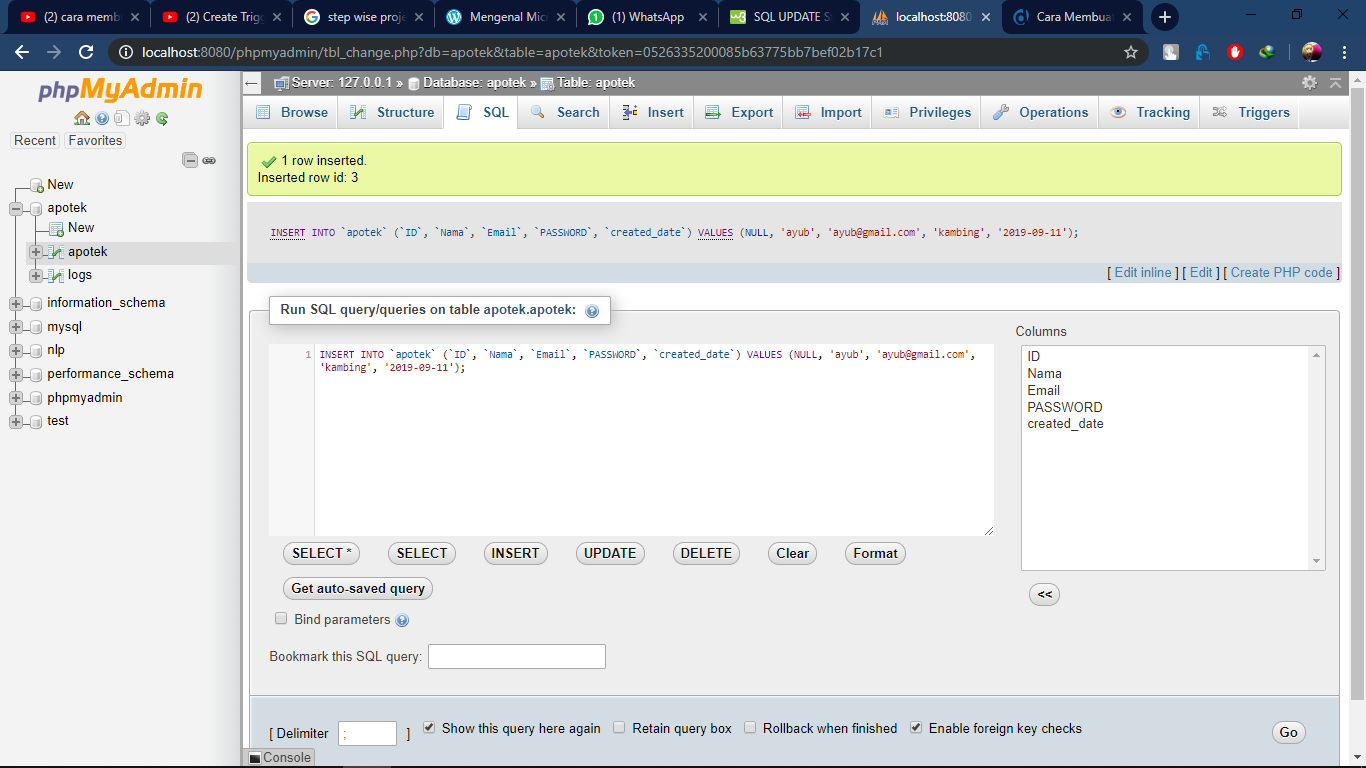 (2) cara memb
(2) Create Trigg
step wise proje
Mengenal Mic
(1) WhatsApp
SQL UPDATE S
localhost:8080
Cara Membua
localhost:8080/phpmyadmin/tbl_change.php?db=apotek&table=apotek&token=0526335200085b63775bb7bef02b17c1
phpMyAdmin
Recent
Favorites
New
apotek
New
apotek
logs
information_schema
mysql
nlp
performance_schema
phpmyadmin
test
Server: 127.0.0.1 » Database: apotek » Table: apotek
Browse
Structure
SQL
Search
Insert
Export
Import
Privileges
Operations
Tracking
Triggers
1 row inserted.
Inserted row id: 3
INSERT INTO `apotek` (`ID`, `Nama`, `Email`, `PASSWORD`, `created_date`) VALUES (NULL, 'ayub', 'ayub@gmail.com', 'kambing', '2019-09-11');
[ Edit inline ] [ Edit ] [ Create PHP code ]
Run SQL query/queries on table apotek.apotek:
1 INSERT INTO `apotek` (`ID`, `Nama`, `Email`, `PASSWORD`, `created_date`) VALUES (NULL, 'ayub', 'ayub@gmail.com',
'kambing', '2019-09-11');
Columns
ID
Nama
Email
PASSWORD
created_date
<<
SELECT *
SELECT
INSERT
UPDATE
DELETE
Clear
Format
Get auto-saved query
Bind parameters
Bookmark this SQL query:
[ Delimiter ; ]
Show this query here again
Retain query box
Rollback when finished
Enable foreign key checks
Go
Console